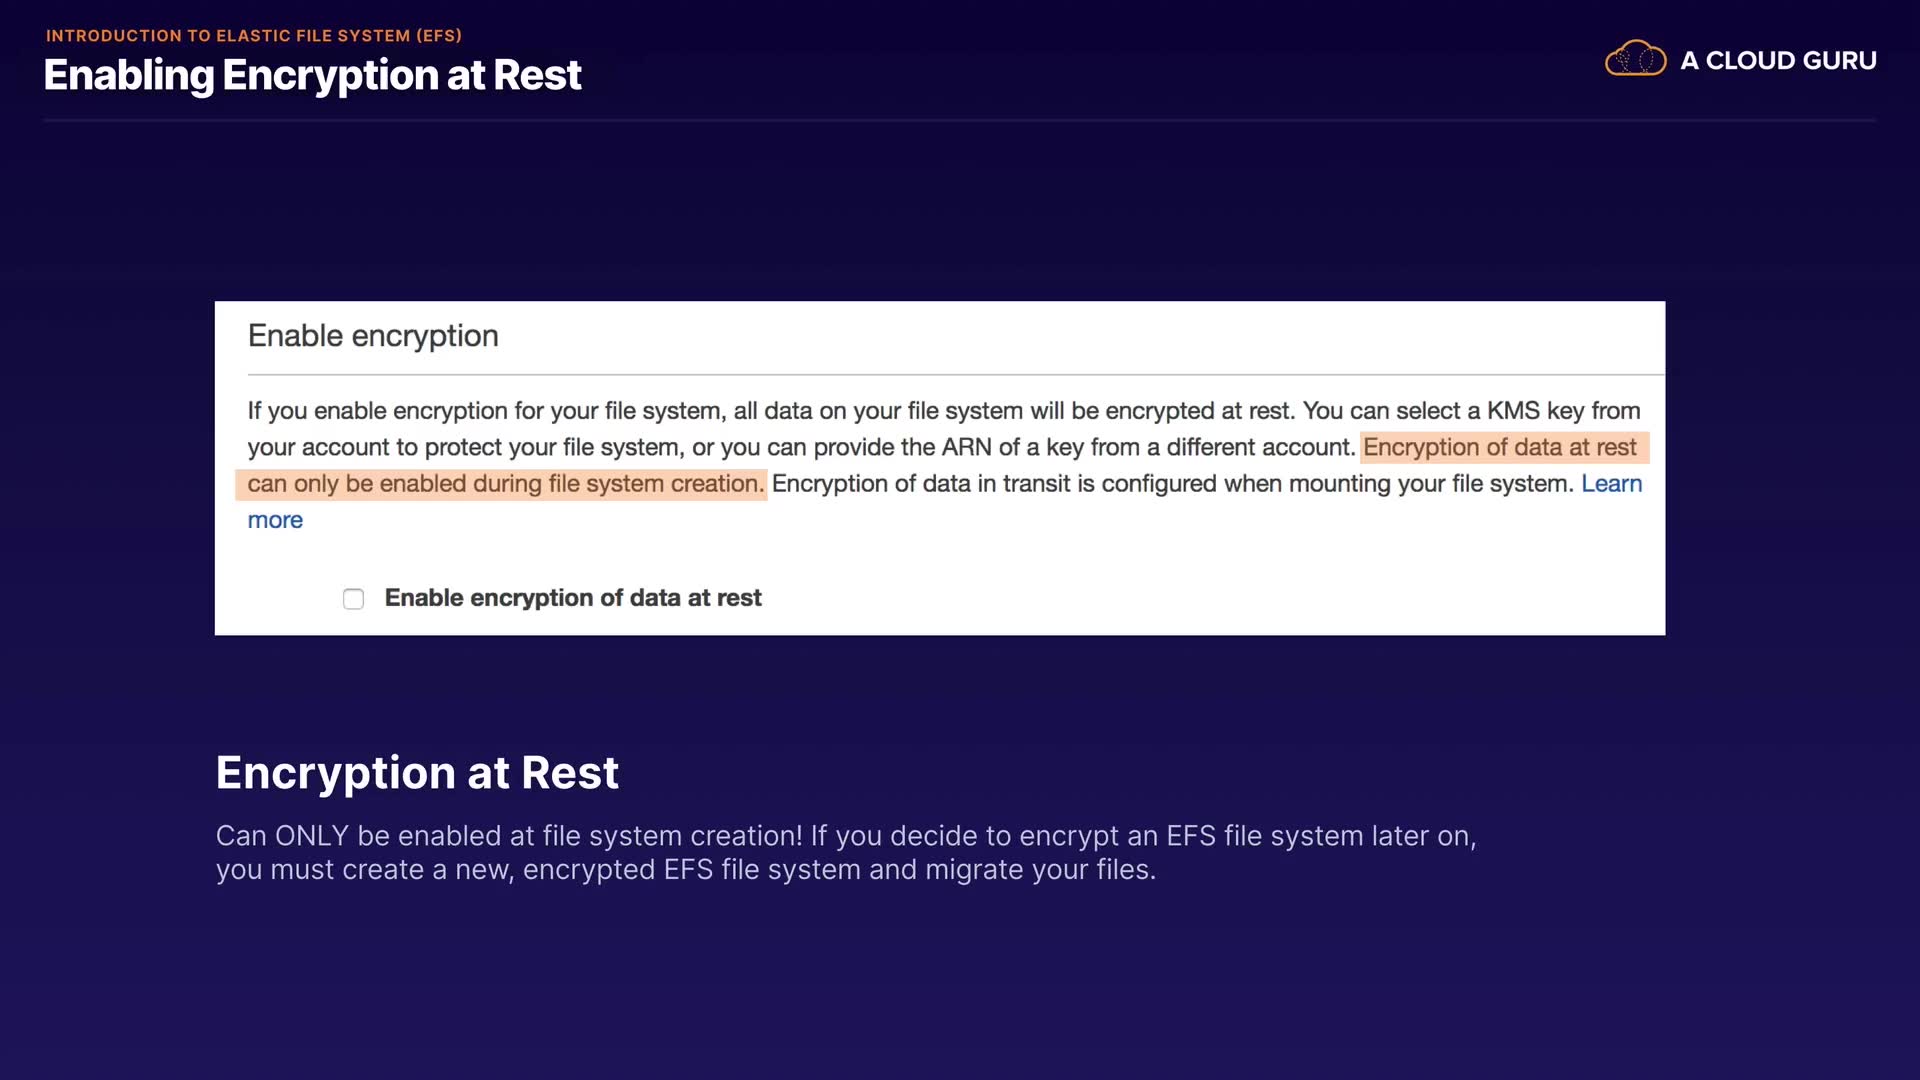 INTRODUCTION TO ELASTIC FILE SYSTEM (EFS)
Enabling Encryption at Rest
A CLOUD GURU
Enable encryption
If you enable encryption for your file system, all data on your file system will be encrypted at rest. You can select a KMS key from
your account to protect your file system, or you can provide the ARN of a key from a different account. Encryption of data at rest
can only be enabled during file system creation. Encryption of data in transit is configured when mounting your file system. Learn
more
Enable encryption of data at rest
Encryption at Rest
Can ONLY be enabled at file system creation! If you decide to encrypt an EFS file system later on,
you must create a new, encrypted EFS file system and migrate your files.